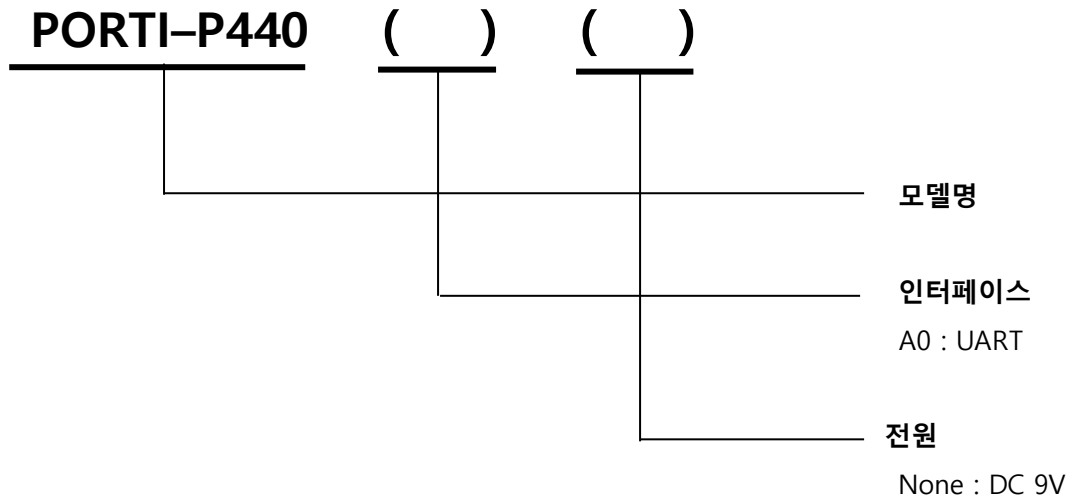 PORTI–P440 ( ) ( )
모델명
인터페이스
A0 : UART
전원
None : DC 9V